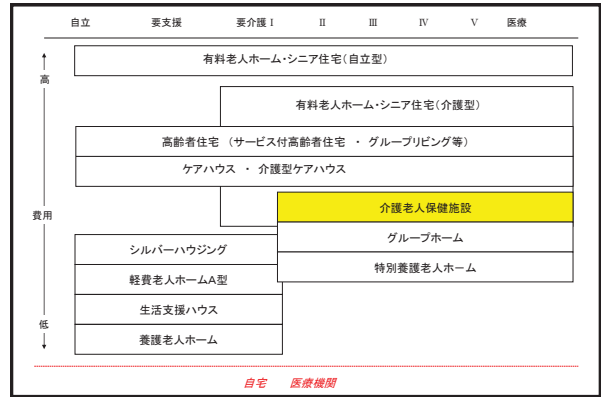 自立 要支援 要介護Ⅰ Ⅱ Ⅲ Ⅳ Ⅴ 医療
高
有料老人ホーム・シニア住宅(自立型)
有料老人ホーム・シニア住宅(介護型)
高齢者住宅 (サービス付高齢者住宅 ・ グループリビング等)
ケアハウス ・ 介護型ケアハウス
介護老人保健施設
費用
グループホーム
シルバーハウジング
特別養護老人ホーム
軽費老人ホームA型
生活支援ハウス
低
養護老人ホーム
自宅 医療機関